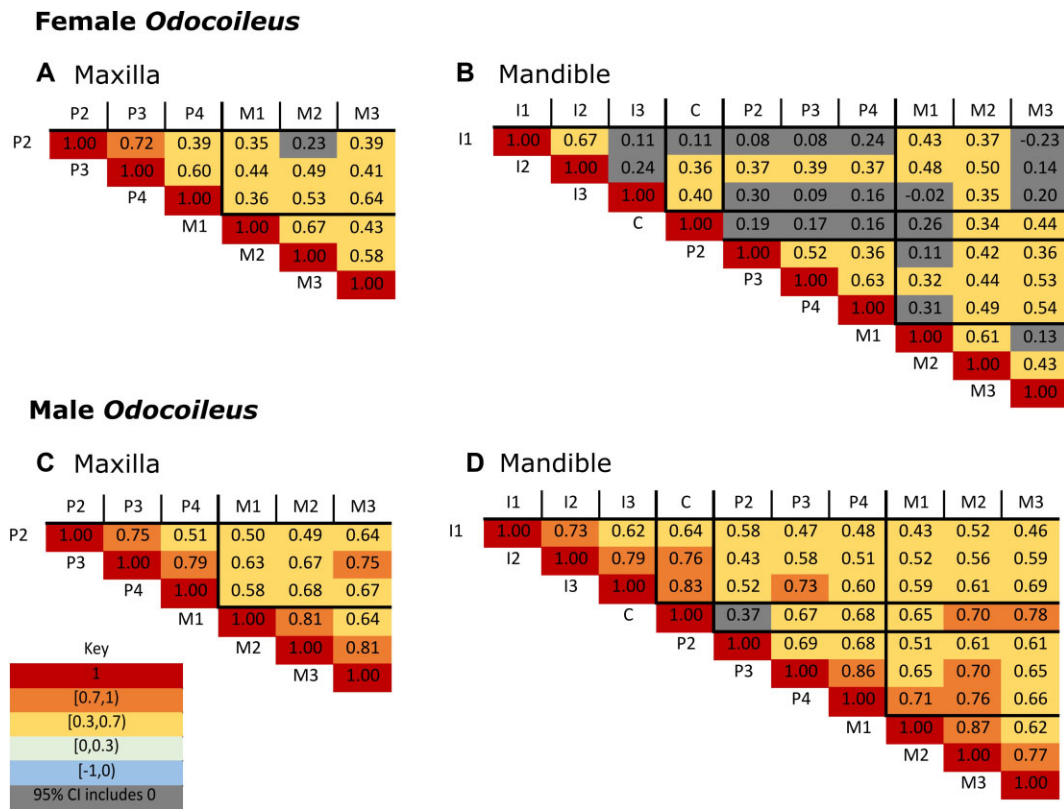 Female Odocoileus
A Maxilla
P2 P3 P4 M1 M2 M3
P2 1.00 0.72 0.39 0.35 0.23 0.39
P3 1.00 0.60 0.44 0.49 0.41
P4 1.00 0.36 0.53 0.64
M1 1.00 0.67 0.43
M2 1.00 0.58
M3 1.00
B Mandible
I1 I2 I3 C P2 P3 P4 M1 M2 M3
I1 1.00 0.67 0.11 0.11 0.08 0.08 0.24 0.43 0.37 -0.23
I2 1.00 0.24 0.36 0.37 0.39 0.37 0.48 0.50 0.14
I3 1.00 0.40 0.30 0.09 0.16 -0.02 0.35 0.20
C 1.00 0.19 0.17 0.16 0.26 0.34 0.44
P2 1.00 0.52 0.36 0.11 0.42 0.36
P3 1.00 0.63 0.32 0.44 0.53
P4 1.00 0.31 0.49 0.54
M1 1.00 0.61 0.13
M2 1.00 0.43
M3 1.00
Male Odocoileus
C Maxilla
P2 P3 P4 M1 M2 M3
P2 1.00 0.75 0.51 0.50 0.49 0.64
P3 1.00 0.79 0.63 0.67 0.75
P4 1.00 0.58 0.68 0.67
M1 1.00 0.81 0.64
M2 1.00 0.81
M3 1.00
Key
1
[0.7,1)
[0.3,0.7)
[0,0.3)
[-1,0)
95% CI includes 0
D Mandible
I1 I2 I3 C P2 P3 P4 M1 M2 M3
I1 1.00 0.73 0.62 0.64 0.58 0.47 0.48 0.43 0.52 0.46
I2 1.00 0.79 0.76 0.43 0.58 0.51 0.52 0.56 0.59
I3 1.00 0.83 0.52 0.73 0.60 0.59 0.61 0.69
C 1.00 0.37 0.67 0.68 0.65 0.70 0.78
P2 1.00 0.69 0.68 0.51 0.61 0.61
P3 1.00 0.86 0.65 0.70 0.65
P4 1.00 0.71 0.76 0.66
M1 1.00 0.87 0.62
M2 1.00 0.77
M3 1.00